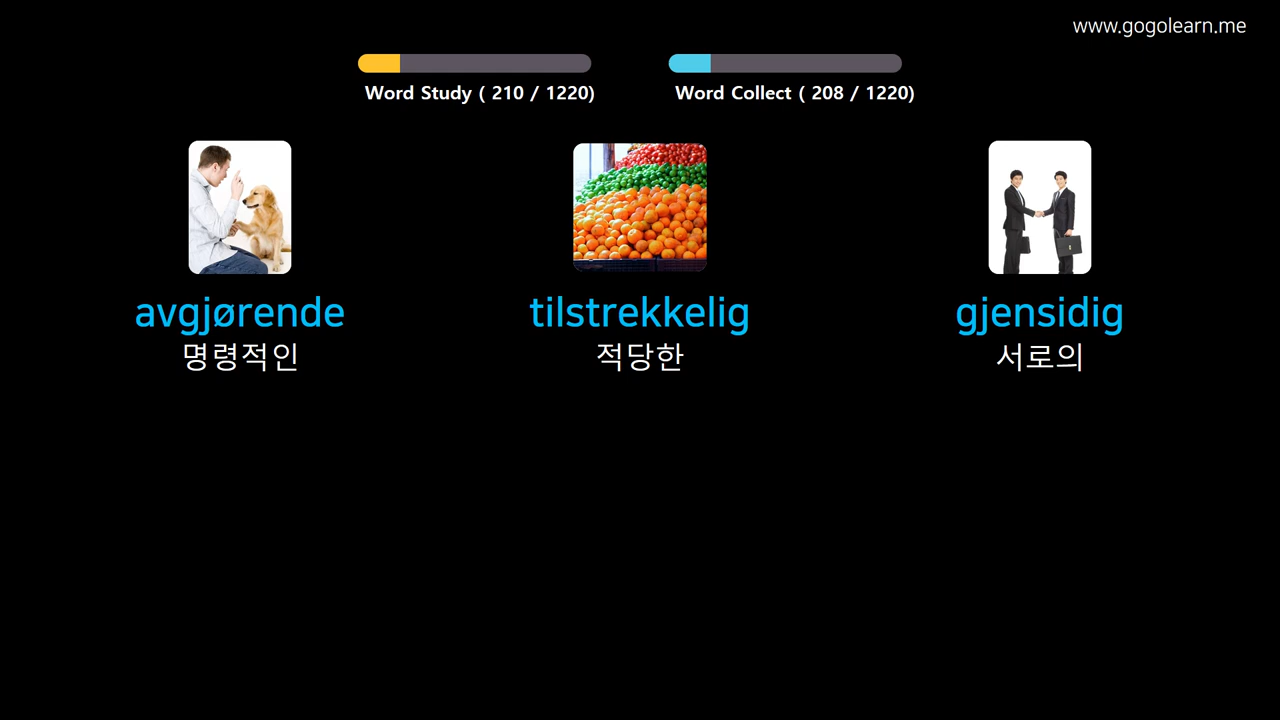 www.gogolearn.me
Word Study ( 210 / 1220)
Word Collect ( 208 / 1220)
avgjørende
tilstrekkelig
gjensidig
명령적인
적당한
서로의